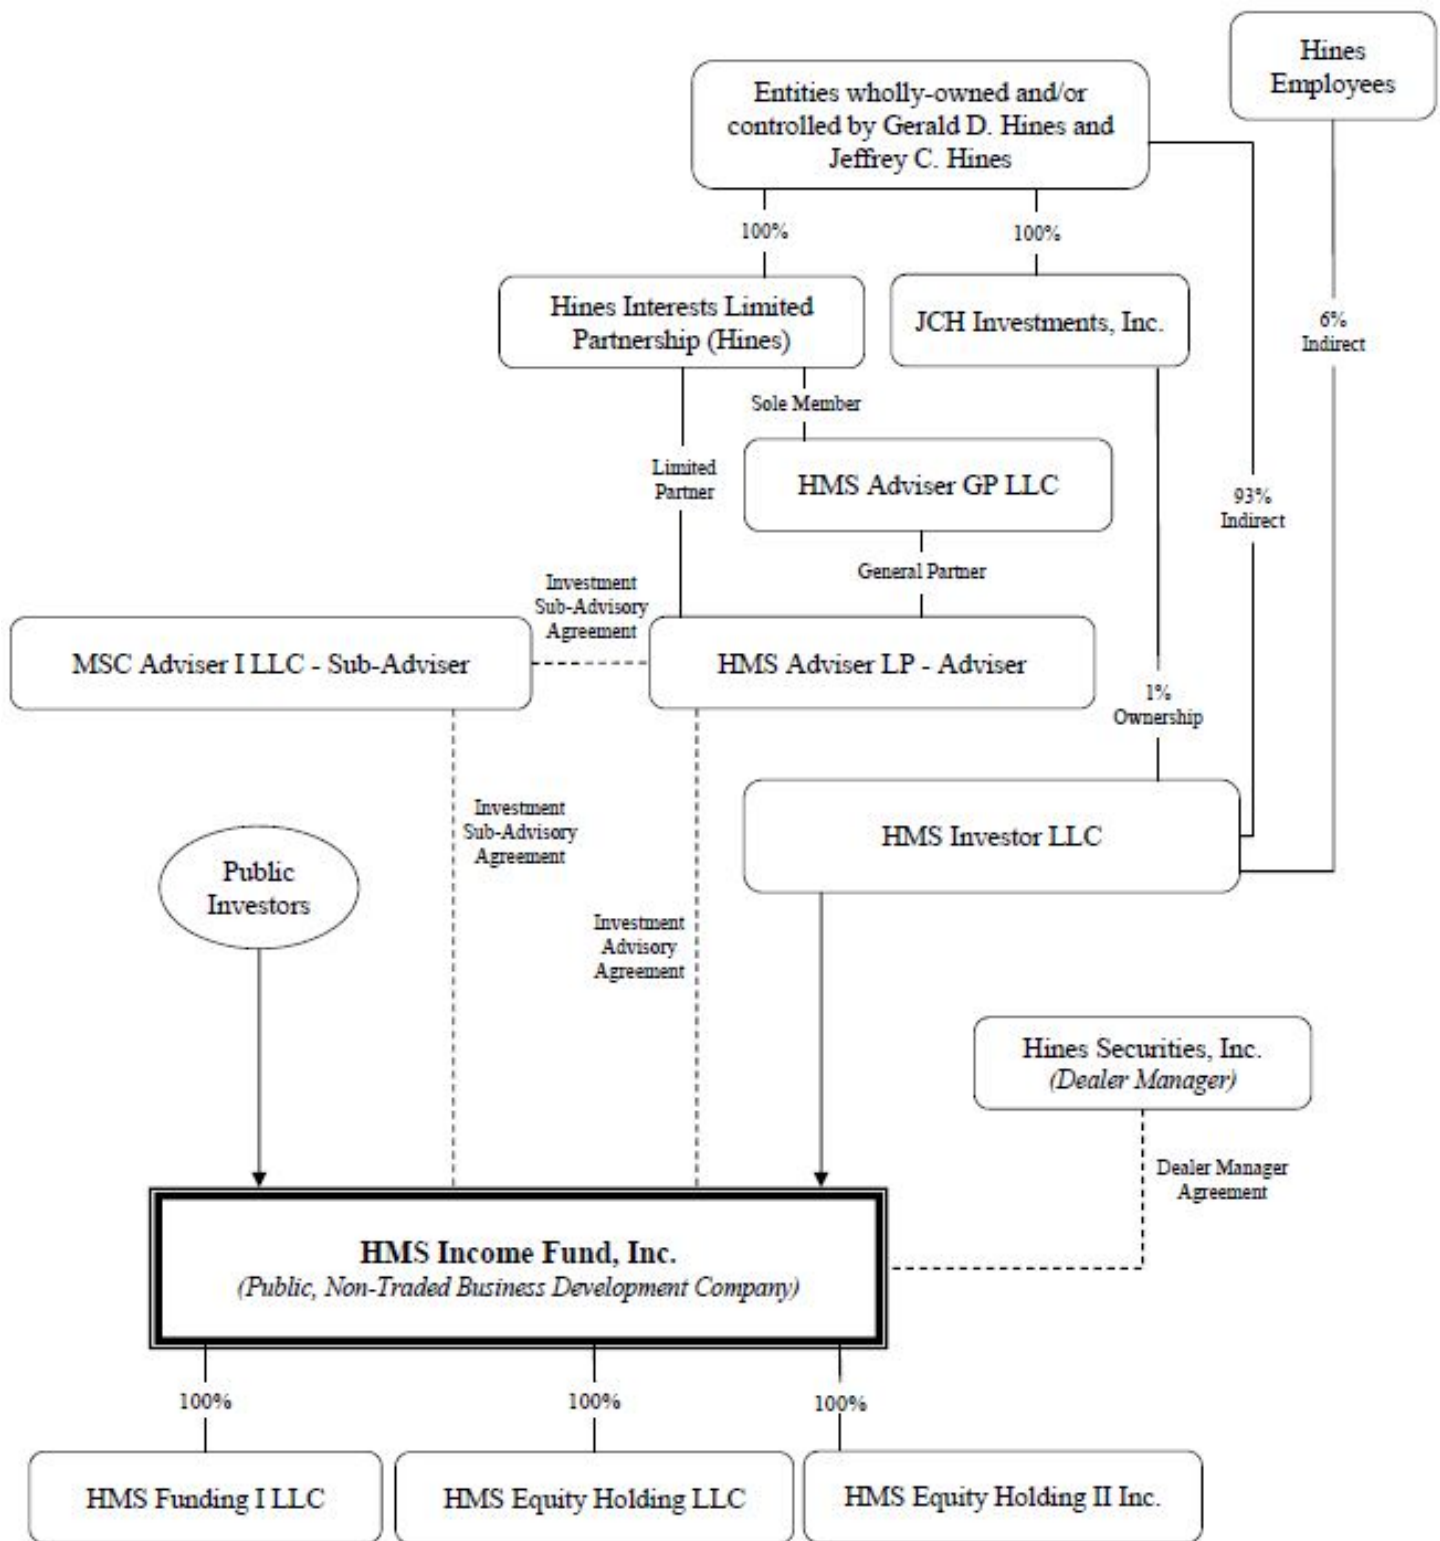 Hines
Employees
Entities wholly-owned and/or
controlled by Gerald D. Hines and
Jeffrey C. Hines
100%
100%
Hines Interests Limited
Partnership (Hines)
JCH Investments, Inc.
6%
Indirect
Sole Member
Limited
Partner
HMS Adviser GP LLC
93%
Indirect
General Partner
Investment
Sub-Advisory
Agreement
MSC Adviser I LLC - Sub-Adviser
HMS Adviser LP - Adviser
1%
Ownership
Investment
Sub-Advisory
Agreement
HMS Investor LLC
Public
Investors
Investment
Advisory
Agreement
Hines Securities, Inc.
(Dealer Manager)
Dealer Manager
Agreement
HMS Income Fund, Inc.
(Public, Non-Traded Business Development Company)
100%
100%
100%
HMS Funding I LLC
HMS Equity Holding LLC
HMS Equity Holding II Inc.